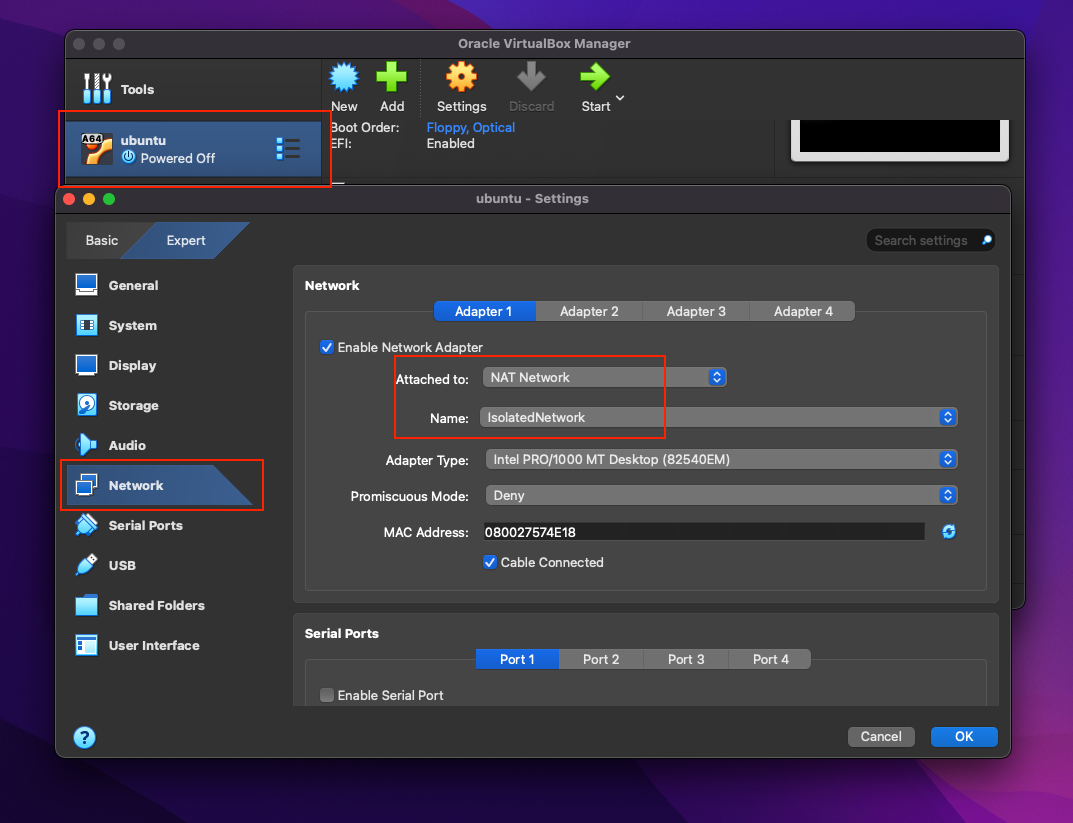 Oracle VirtualBox Manager
Tools
New Add Settings Discard Start
A64
ubuntu
Powered Off
Boot Order: Floppy, Optical
EFI: Enabled
ubuntu - Settings
Basic Expert
Search settings
General
System
Display
Storage
Audio
Network
Serial Ports
USB
Shared Folders
User Interface
Network
Adapter 1 Adapter 2 Adapter 3 Adapter 4
Enable Network Adapter
Attached to: NAT Network
Name: IsolatedNetwork
Adapter Type: Intel PRO/1000 MT Desktop (82540EM)
Promiscuous Mode: Deny
MAC Address: 080027574E18
Cable Connected
Serial Ports
Port 1 Port 2 Port 3 Port 4
Enable Serial Port
?
Cancel OK